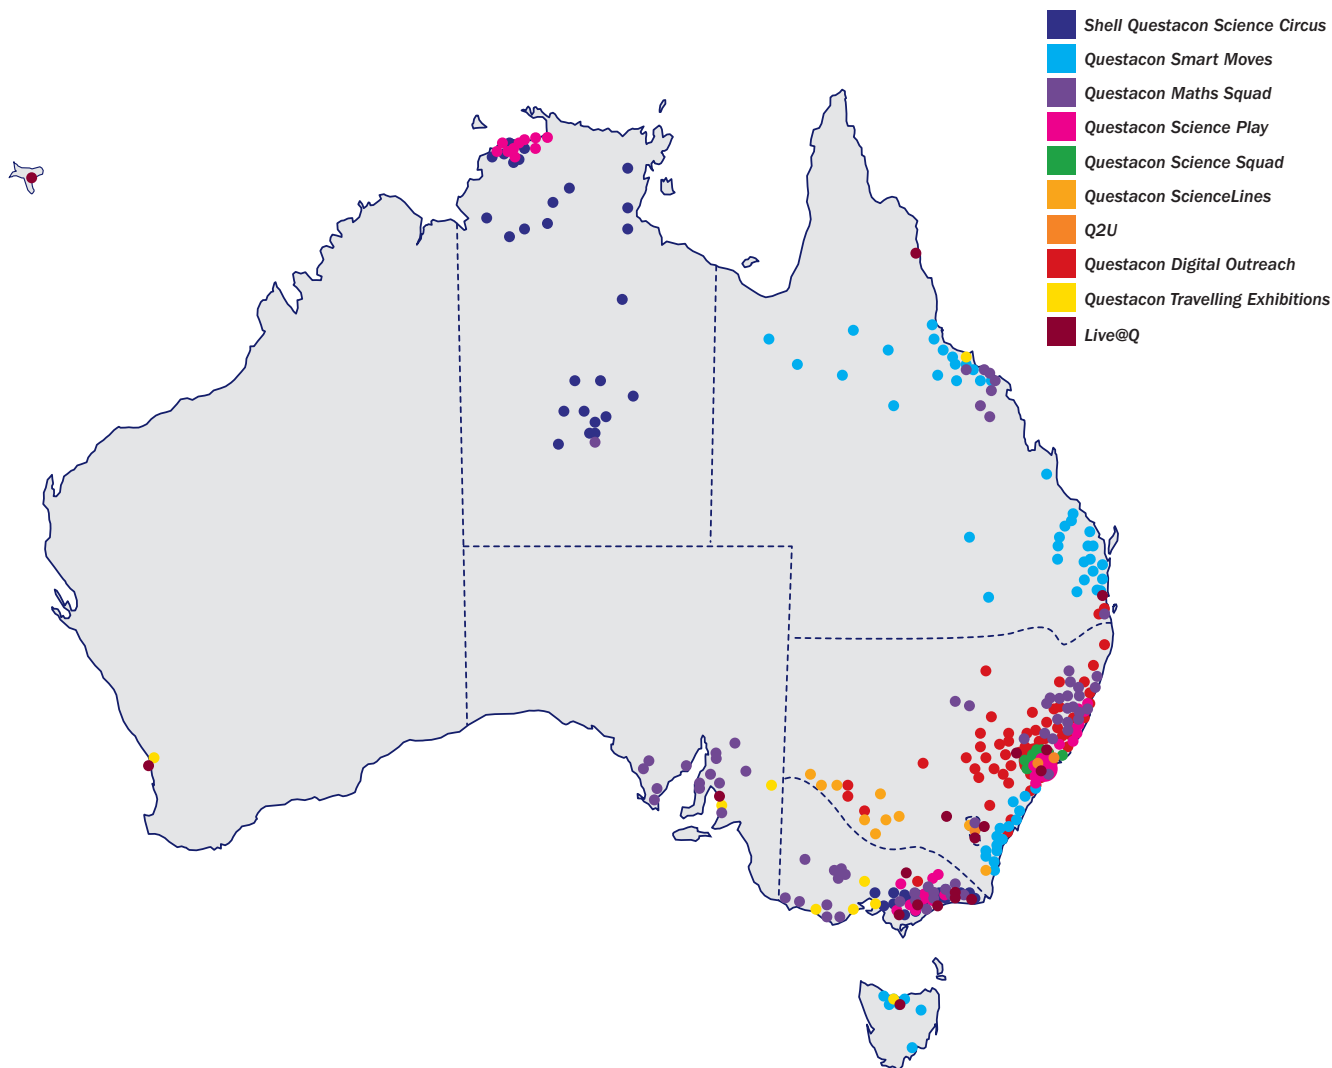 Shell Questacon Science Circus
Questacon Smart Moves
Questacon Maths Squad
Questacon Science Play
Questacon Science Squad
Questacon ScienceLines
Q2U
Questacon Digital Outreach
Questacon Travelling Exhibitions
Live@Q